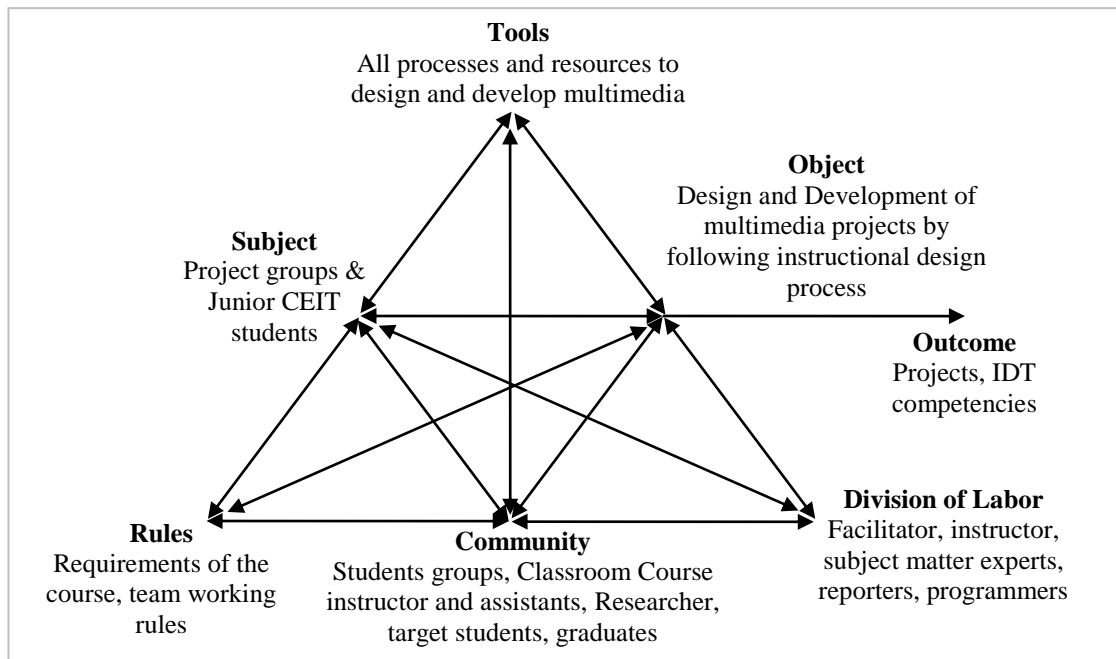 Tools
All processes and resources to
design and develop multimedia
Object
Design and Development of
multimedia projects by
following instructional design
process
Subject
Project groups &
Junior CEIT
students
Outcome
Projects, IDT
competencies
Rules
Requirements of the
course, team working
rules
Community
Students groups, Classroom Course
instructor and assistants, Researcher,
target students, graduates
Division of Labor
Facilitator, instructor,
subject matter experts,
reporters, programmers